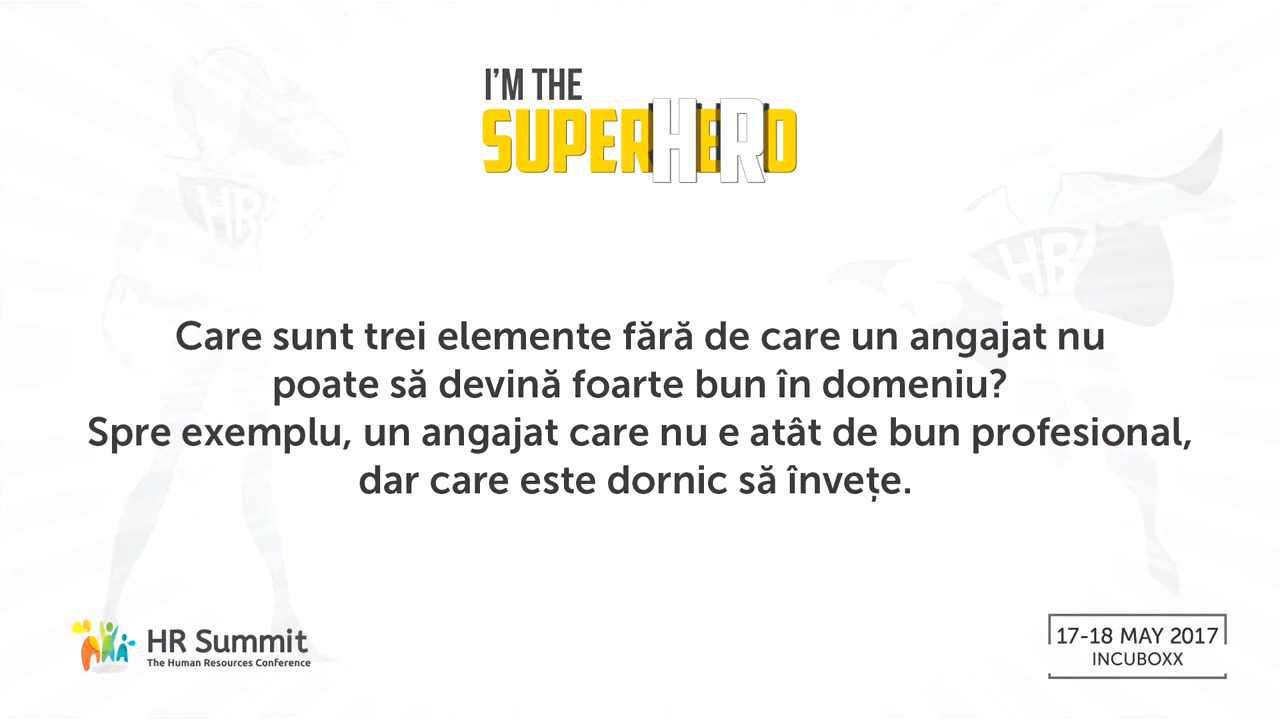 I'M THE
SUPERHERO
HR
HR
Care sunt trei elemente fără de care un angajat nu
poate să devină foarte bun în domeniu?
Spre exemplu, un angajat care nu e atât de bun profesional,
dar care este dornic să învețe.
HR Summit
The Human Resources Conference
17-18 MAY 2017
INCUBOXX